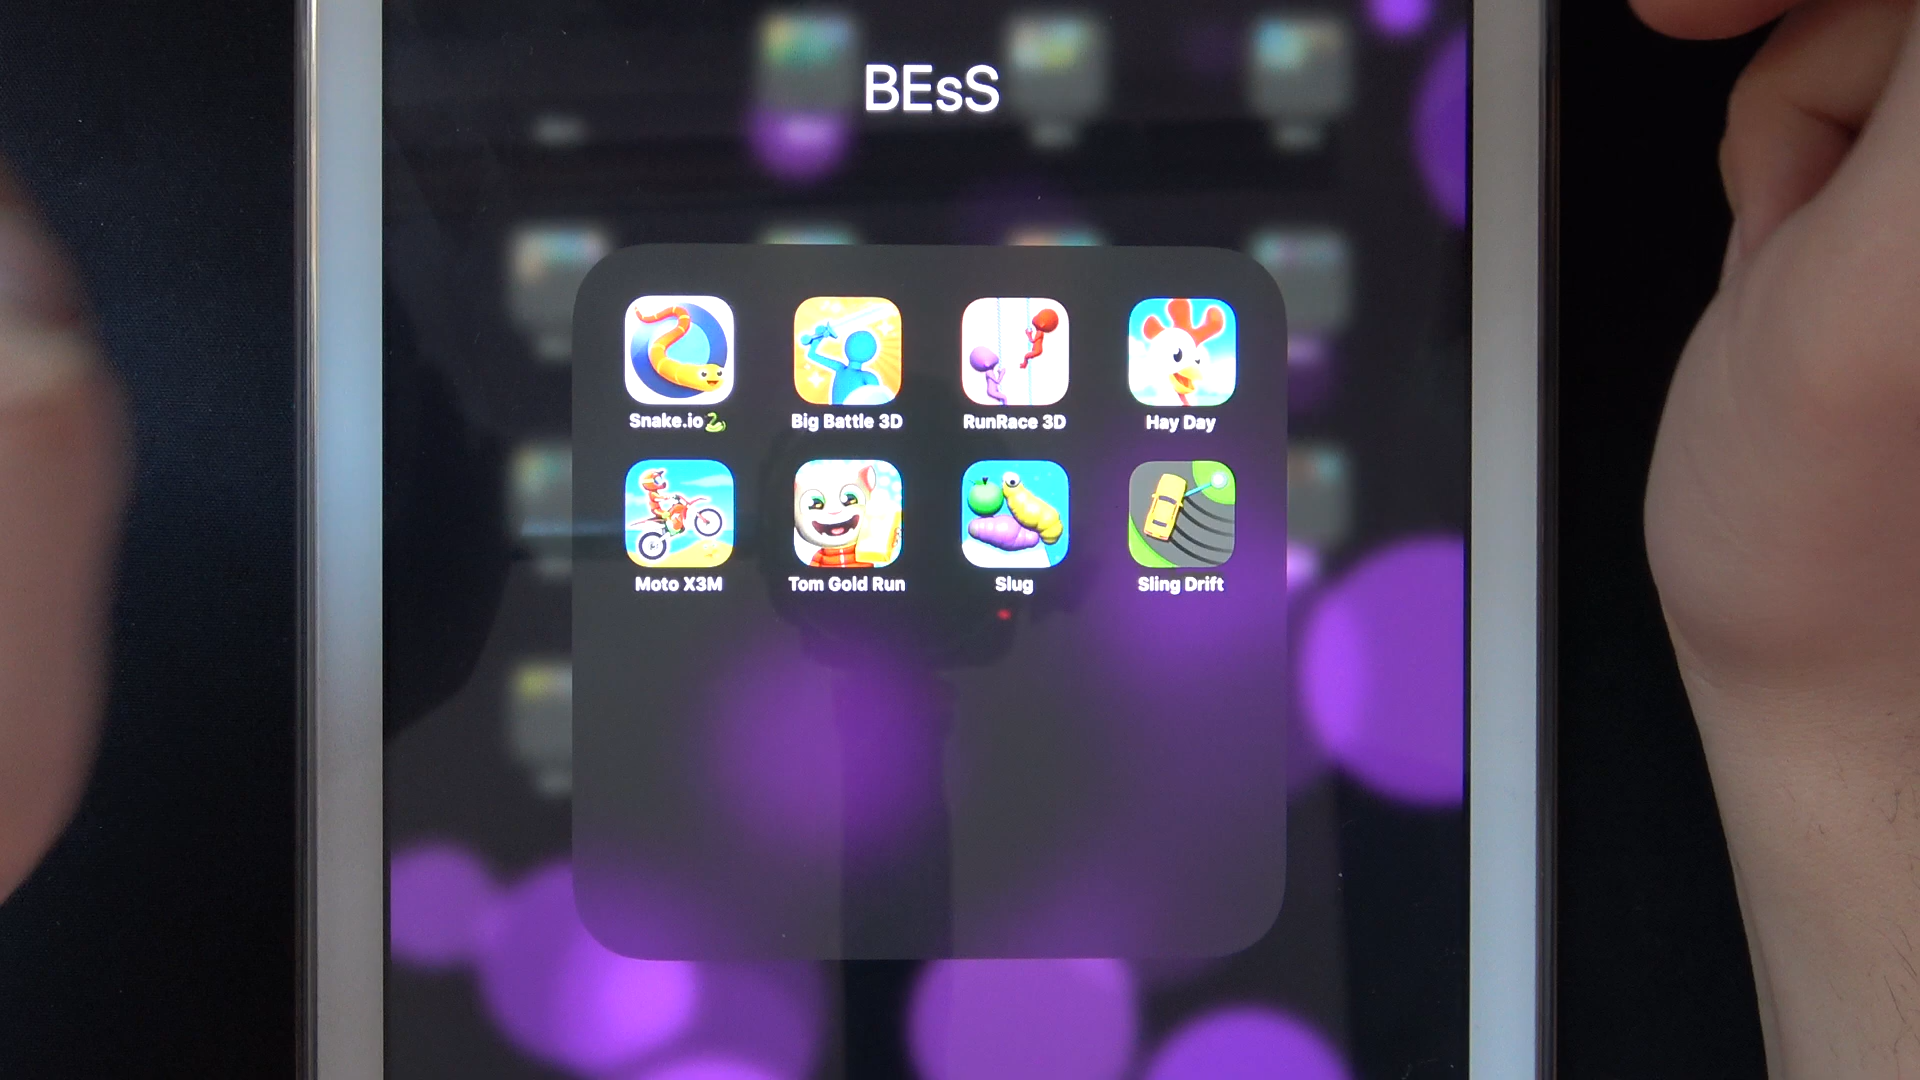 BEsS
Snake.io🐍 Big Battle 3D RunRace 3D Hay Day
Moto X3M Tom Gold Run Slug Sling Drift